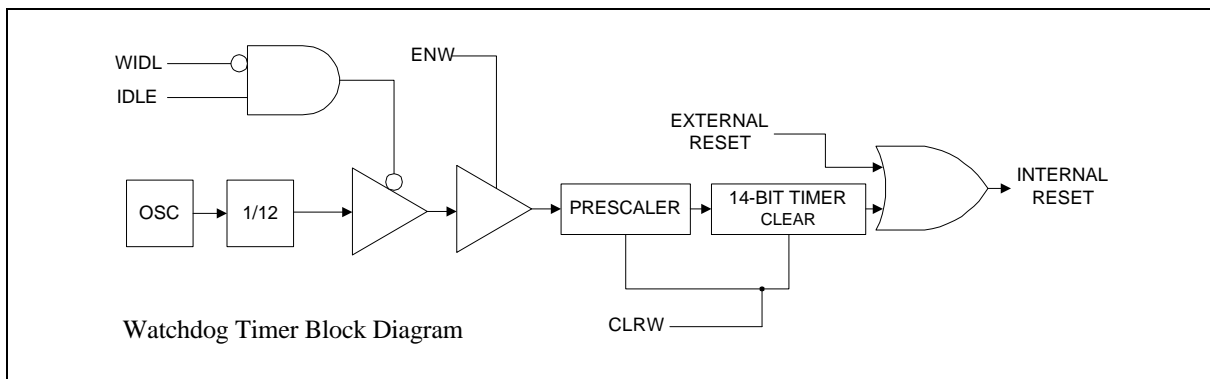 WIDL
IDLE
ENW
EXTERNAL
RESET
INTERNAL
RESET
OSC
1/12
PRESCALER
14-BIT TIMER
CLEAR
CLRW
Watchdog Timer Block Diagram